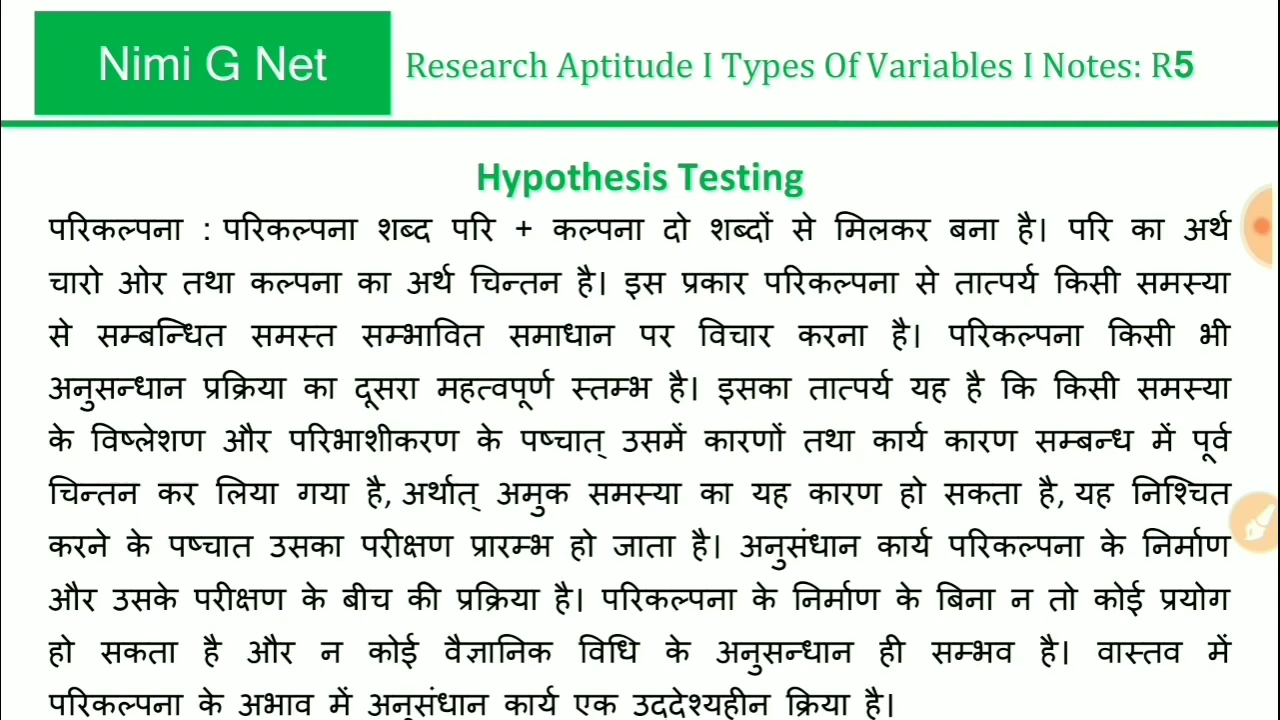 Nimi G Net
Research Aptitude I Types Of Variables I Notes: R5
Hypothesis Testing
परिकल्पना : परिकल्पना शब्द परि + कल्पना दो शब्दों से मिलकर बना है। परि का अर्थ
चारो ओर तथा कल्पना का अर्थ चिन्तन है। इस प्रकार परिकल्पना से तात्पर्य किसी समस्या
से सम्बन्धित समस्त सम्भावित समाधान पर विचार करना है। परिकल्पना किसी भी
अनुसन्धान प्रक्रिया का दूसरा महत्वपूर्ण स्तम्भ है। इसका तात्पर्य यह है कि किसी समस्या
के विष्लेशण और परिभाशीकरण के पष्चात् उसमें कारणों तथा कार्य कारण सम्बन्ध में पूर्व
चिन्तन कर लिया गया है, अर्थात् अमुक समस्या का यह कारण हो सकता है, यह निश्चित
करने के पष्चात उसका परीक्षण प्रारम्भ हो जाता है। अनुसंधान कार्य परिकल्पना के निर्माण
और उसके परीक्षण के बीच की प्रक्रिया है। परिकल्पना के निर्माण के बिना न तो कोई प्रयोग
हो सकता है और न कोई वैज्ञानिक विधि के अनुसन्धान ही सम्भव है। वास्तव में
परिकल्पना के अभाव में अनुसंधान कार्य एक उददेश्यहीन क्रिया है।